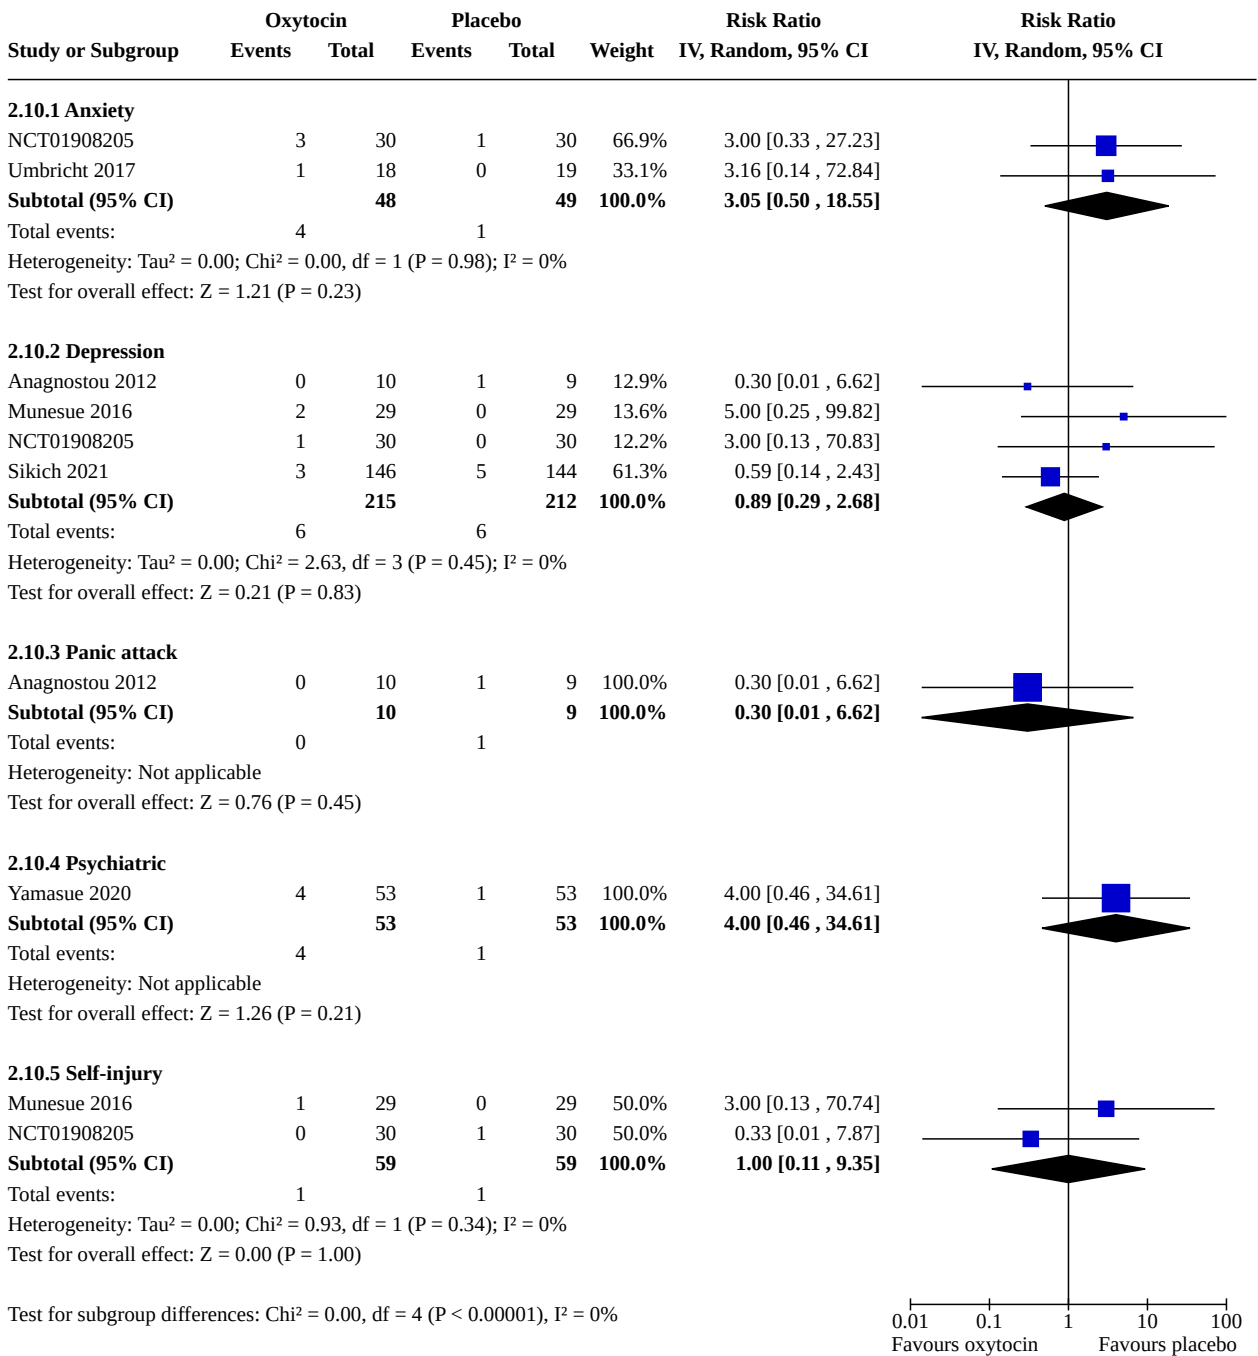 Oxytocin Placebo Risk Ratio Risk Ratio
Study or Subgroup Events Total Events Total Weight IV, Random, 95% CI IV, Random, 95% CI
2.10.1 Anxiety
NCT01908205 3 30 1 30 66.9% 3.00 [0.33 , 27.23]
Umbricht 2017 1 18 0 19 33.1% 3.16 [0.14 , 72.84]
Subtotal (95% CI) 48 49 100.0% 3.05 [0.50 , 18.55]
Total events: 4 1
Heterogeneity: Tau² = 0.00; Chi² = 0.00, df = 1 (P = 0.98); I² = 0%
Test for overall effect: Z = 1.21 (P = 0.23)
2.10.2 Depression
Anagnostou 2012 0 10 1 9 12.9% 0.30 [0.01 , 6.62]
Munesue 2016 2 29 0 29 13.6% 5.00 [0.25 , 99.82]
NCT01908205 1 30 0 30 12.2% 3.00 [0.13 , 70.83]
Sikich 2021 3 146 5 144 61.3% 0.59 [0.14 , 2.43]
Subtotal (95% CI) 215 212 100.0% 0.89 [0.29 , 2.68]
Total events: 6 6
Heterogeneity: Tau² = 0.00; Chi² = 2.63, df = 3 (P = 0.45); I² = 0%
Test for overall effect: Z = 0.21 (P = 0.83)
2.10.3 Panic attack
Anagnostou 2012 0 10 1 9 100.0% 0.30 [0.01 , 6.62]
Subtotal (95% CI) 10 9 100.0% 0.30 [0.01 , 6.62]
Total events: 0 1
Heterogeneity: Not applicable
Test for overall effect: Z = 0.76 (P = 0.45)
2.10.4 Psychiatric
Yamasue 2020 4 53 1 53 100.0% 4.00 [0.46 , 34.61]
Subtotal (95% CI) 53 53 100.0% 4.00 [0.46 , 34.61]
Total events: 4 1
Heterogeneity: Not applicable
Test for overall effect: Z = 1.26 (P = 0.21)
2.10.5 Self-injury
Munesue 2016 1 29 0 29 50.0% 3.00 [0.13 , 70.74]
NCT01908205 0 30 1 30 50.0% 0.33 [0.01 , 7.87]
Subtotal (95% CI) 59 59 100.0% 1.00 [0.11 , 9.35]
Total events: 1 1
Heterogeneity: Tau² = 0.00; Chi² = 0.93, df = 1 (P = 0.34); I² = 0%
Test for overall effect: Z = 0.00 (P = 1.00)
Test for subgroup differences: Chi² = 0.00, df = 4 (P < 0.00001), I² = 0%
0.01 0.1 1 10 100
Favours oxytocin Favours placebo